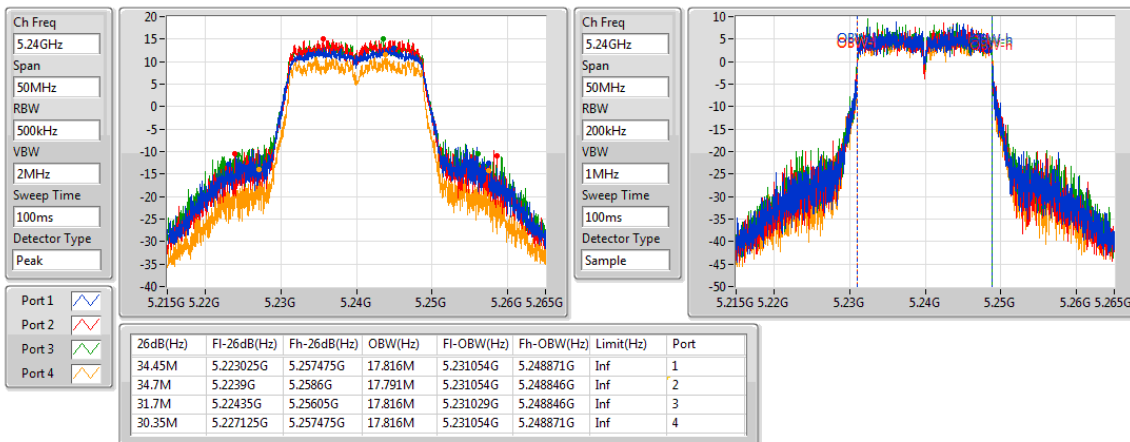 Ch Freq
5.24GHz
Span
50MHz
RBW
500kHz
VBW
2MHz
Sweep Time
100ms
Detector Type
Peak
20
15
10
5
0
-5
-10
-15
-20
-25
-30
-35
5.215G 5.22G 5.23G 5.24G 5.25G 5.26G 5.265G
Ch Freq
5.24GHz
Span
50MHz
RBW
200kHz
VBW
1MHz
Sweep Time
100ms
Detector Type
Sample
10
5
0
-5
-10
-15
-20
-25
-30
-35
-40
-45
-50
5.215G 5.22G 5.23G 5.24G 5.25G 5.26G 5.265G
Port 1
Port 2
Port 3
Port 4
26dB(Hz) Fl-26dB(Hz) Fh-26dB(Hz) OBW(Hz) Fl-OBW(Hz) Fh-OBW(Hz) Limit(Hz) Port
34.45M 5.223025G 5.257475G 17.816M 5.231054G 5.248871G Inf 1
34.7M 5.2239G 5.2586G 17.791M 5.231054G 5.248846G Inf 2
31.7M 5.22435G 5.25605G 17.816M 5.231029G 5.248846G Inf 3
30.35M 5.227125G 5.257475G 17.816M 5.231054G 5.248871G Inf 4